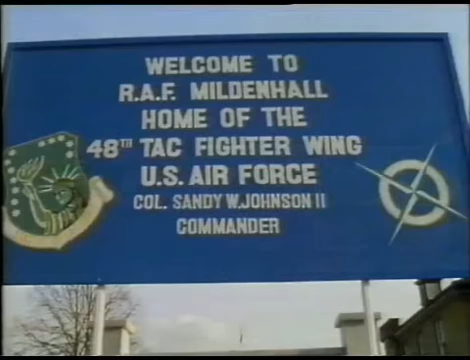 WELCOME TO
R.A.F. MILDENHALL
HOME OF THE
48TH TAC FIGHTER WING
U.S. AIR FORCE
COL. SANDY W. JOHNSON II
COMMANDER